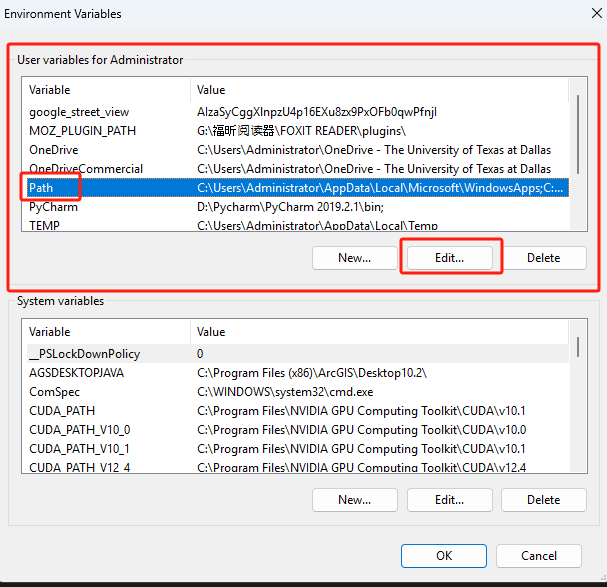 Environment Variables
User variables for Administrator
Variable Value
google_street_view AIzaSyCggXInpzU4p16EXu8zx9PxOFb0qwPfnjI
MOZ_PLUGIN_PATH G:\福昕阅读器\FOXIT READER\plugins\
OneDrive C:\Users\Administrator\OneDrive - The University of Texas at Dallas
OneDriveCommercial C:\Users\Administrator\OneDrive - The University of Texas at Dallas
Path C:\Users\Administrator\AppData\Local\Microsoft\WindowsApps;C:...
PyCharm D:\Pycharm\PyCharm 2019.2.1\bin;
TEMP C:\Users\Administrator\AppData\Local\Temp
New... Edit... Delete
System variables
Variable Value
__PSLockDownPolicy 0
AGSDESKTOPJAVA C:\Program Files (x86)\ArcGIS\Desktop10.2\
ComSpec C:\WINDOWS\system32\cmd.exe
CUDA_PATH C:\Program Files\NVIDIA GPU Computing Toolkit\CUDA\v10.1
CUDA_PATH_V10_0 C:\Program Files\NVIDIA GPU Computing Toolkit\CUDA\v10.0
CUDA_PATH_V10_1 C:\Program Files\NVIDIA GPU Computing Toolkit\CUDA\v10.1
CUDA_PATH_V12_4 C:\Program Files\NVIDIA GPU Computing Toolkit\CUDA\v12.4
New... Edit... Delete
OK Cancel